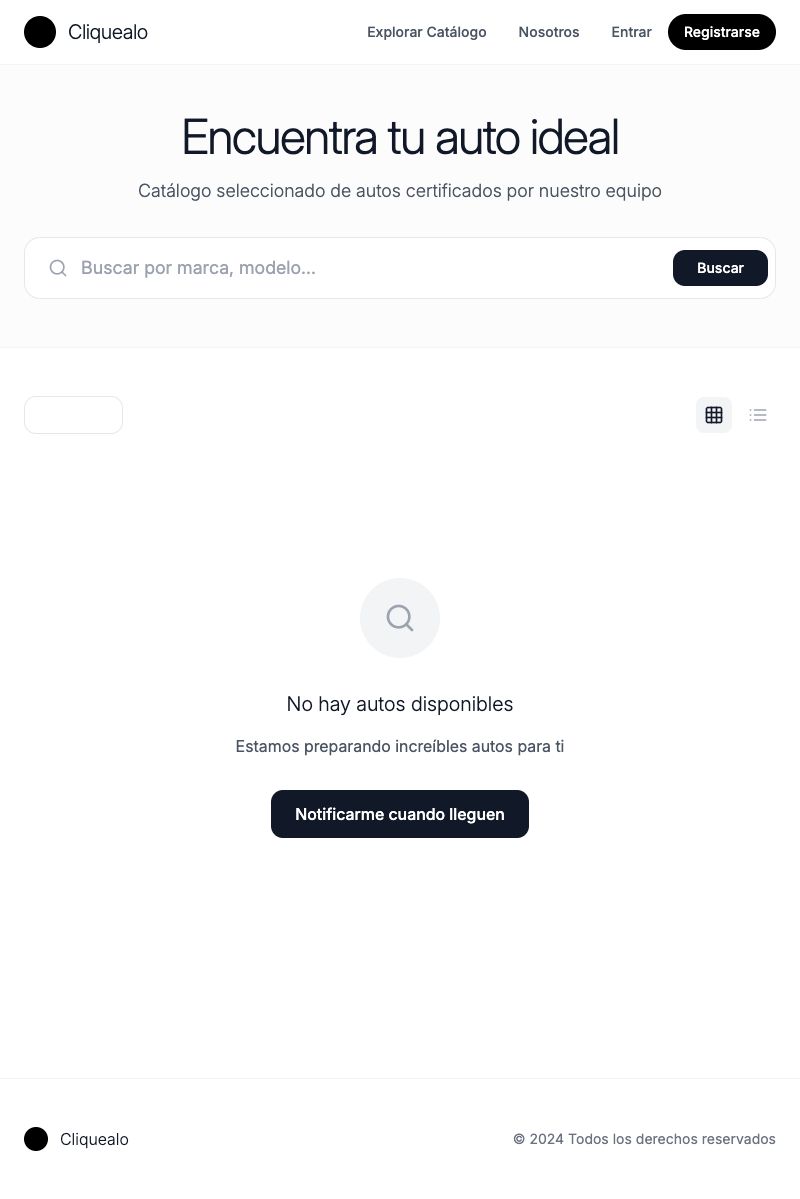 Cliquealo
Explorar Catálogo
Nosotros
Entrar
Registrarse
Encuentra tu auto ideal
Catálogo seleccionado de autos certificados por nuestro equipo
Buscar por marca, modelo...
Buscar
No hay autos disponibles
Estamos preparando increíbles autos para ti
Notificarme cuando lleguen
Cliquealo
© 2024 Todos los derechos reservados